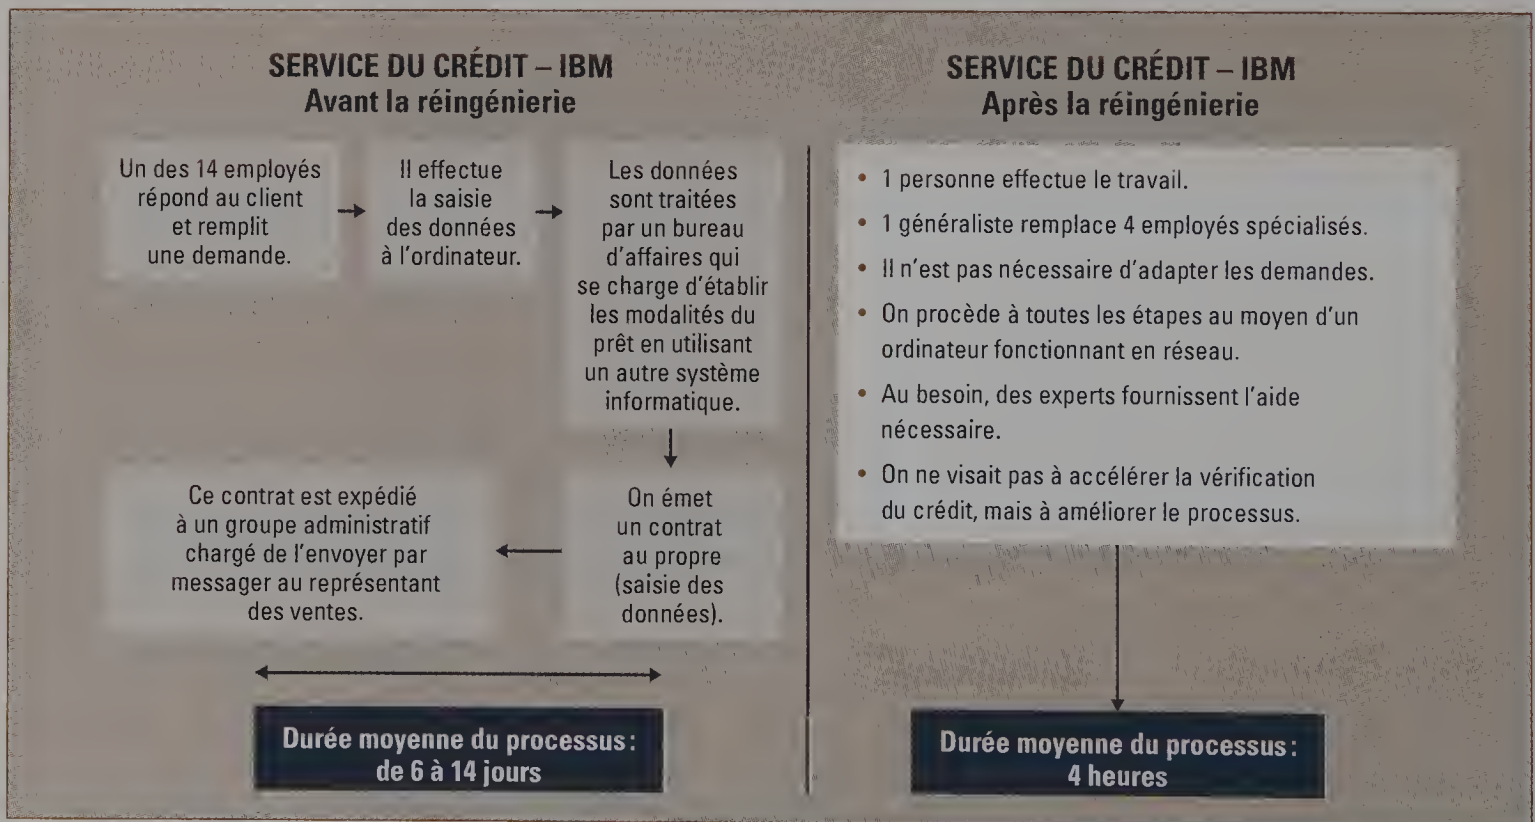 SERVICE DU CRÉDIT – IBM
Avant la réingénierie
Un des 14 employés
répond au client
et remplit
une demande.
Il effectue
la saisie
des données
à l'ordinateur.
Les données
sont traitées
par un bureau
d'affaires qui
se charge d'établir
les modalités du
prêt en utilisant
un autre système
informatique.
On émet
un contrat
au propre
(saisie des
données).
Ce contrat est expédié
à un groupe administratif
chargé de l'envoyer par
messager au représentant
des ventes.
Durée moyenne du processus :
de 6 à 14 jours
SERVICE DU CRÉDIT – IBM
Après la réingénierie
• 1 personne effectue le travail.
• 1 généraliste remplace 4 employés spécialisés.
• Il n'est pas nécessaire d'adapter les demandes.
• On procède à toutes les étapes au moyen d'un
ordinateur fonctionnant en réseau.
• Au besoin, des experts fournissent l'aide
nécessaire.
• On ne visait pas à accélérer la vérification
du crédit, mais à améliorer le processus.
Durée moyenne du processus :
4 heures